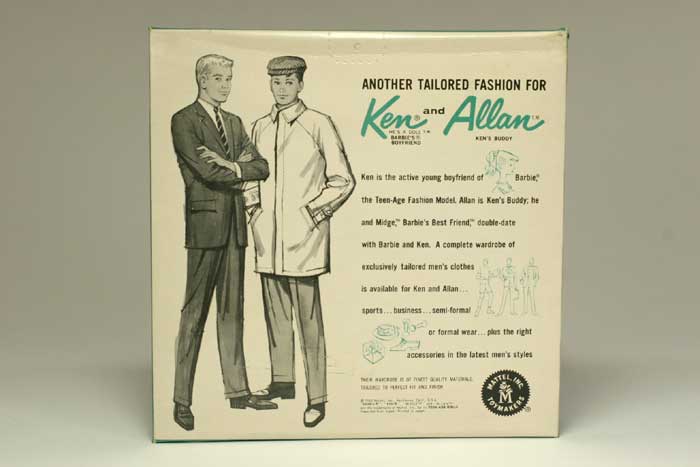 ANOTHER TAILORED FASHION FOR
Ken® and Allan™
HE'S A DOLL ™
BARBIE'S ®
BOYFRIEND
KEN'S BUDDY
Ken is the active young boyfriend of Barbie,®
the Teen-Age Fashion Model. Allan is Ken's Buddy; he
and Midge,™ Barbie's Best Friend,™ double-date
with Barbie and Ken. A complete wardrobe of
exclusively tailored men's clothes
is available for Ken and Allan...
sports...business...semi-formal
or formal wear...plus the right
accessories in the latest men's styles
THEIR WARDROBE IS OF FINEST QUALITY MATERIALS,
TAILORED TO PERFECT FIT AND FINISH
MATTEL, INC.
M
TOYMAKERS
®